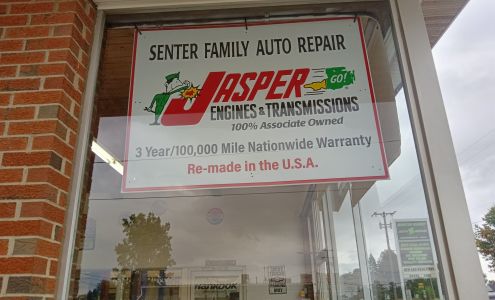 SENTER FAMILY AUTO REPAIR
JASPER GO!
ENGINES & TRANSMISSIONS
100% Associate Owned
3 Year/100,000 Mile Nationwide Warranty
Re-made in the U.S.A.
HANKOOK